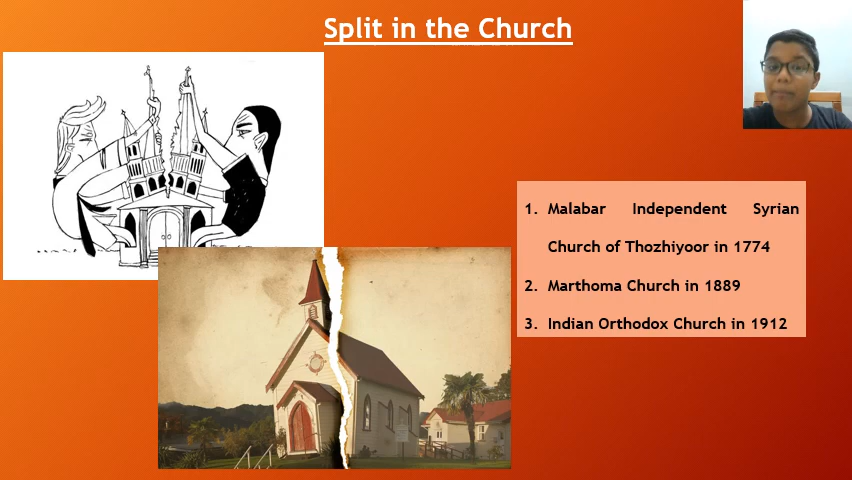 Split in the Church
1. Malabar Independent Syrian
Church of Thozhiyoor in 1774
2. Marthoma Church in 1889
3. Indian Orthodox Church in 1912